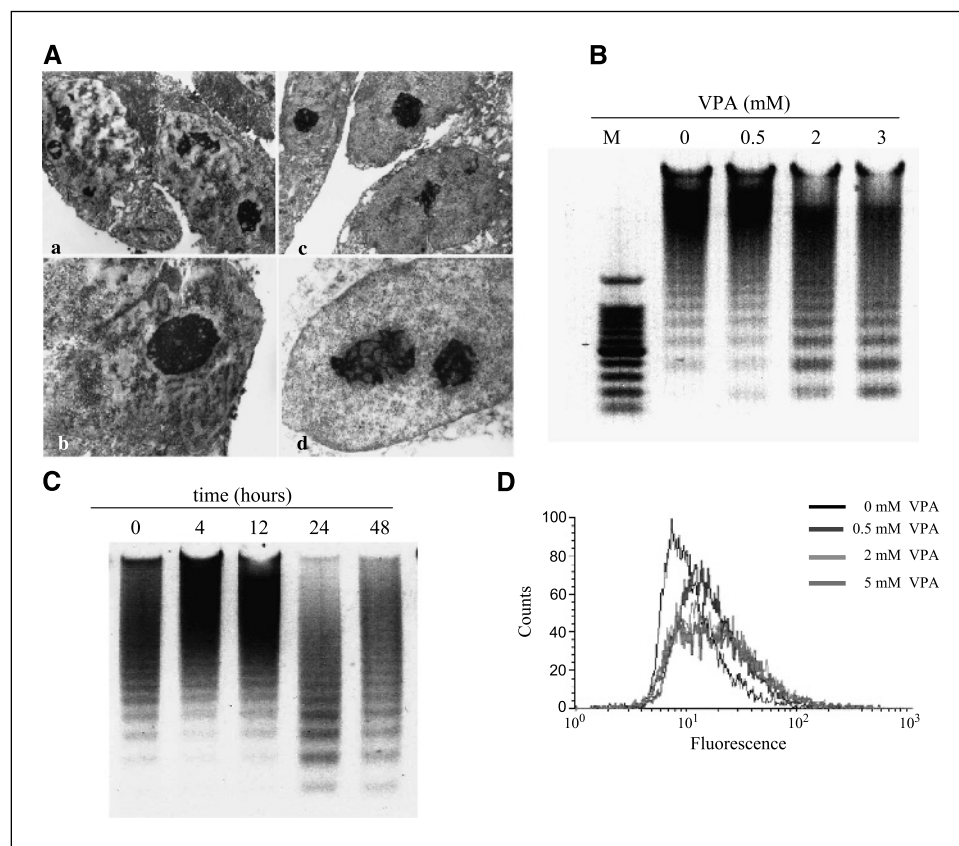 A
a
c
b
d
B
VPA (mM)
M 0 0.5 2 3
C
time (hours)
0 4 12 24 48
D
0 mM VPA
0.5 mM VPA
2 mM VPA
5 mM VPA
100
80
60
40
20
0
Counts
10⁰ 10¹ 10² 10³
Fluorescence